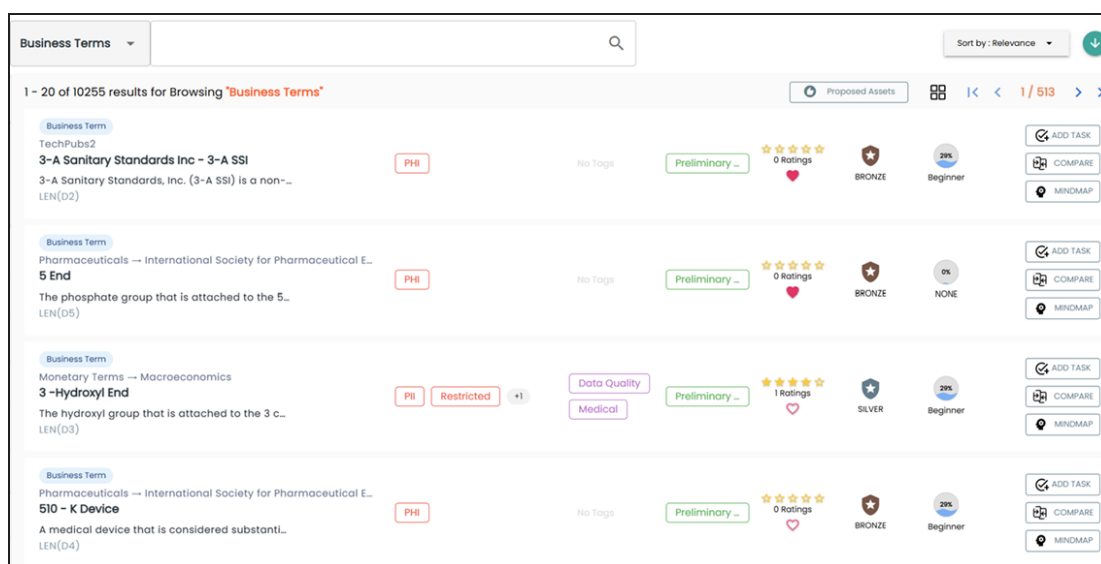 Business Terms
Sort by : Relevance
1 - 20 of 10255 results for Browsing "Business Terms"
Proposed Assets
1 / 513
Business Term
TechPubs2
3-A Sanitary Standards Inc - 3-A SSI
3-A Sanitary Standards, Inc. (3-A SSI) is a non-...
LEN(D2)
PHI
No Tags
Preliminary ...
0 Ratings
BRONZE
29%
Beginner
ADD TASK
COMPARE
MINDMAP
Business Term
Pharmaceuticals → International Society for Pharmaceutical E...
5 End
The phosphate group that is attached to the 5...
LEN(D5)
PHI
No Tags
Preliminary ...
0 Ratings
BRONZE
0%
NONE
ADD TASK
COMPARE
MINDMAP
Business Term
Monetary Terms → Macroeconomics
3 -Hydroxyl End
The hydroxyl group that is attached to the 3 c...
LEN(D3)
PII
Restricted
+1
Data Quality
Medical
Preliminary ...
1 Ratings
SILVER
29%
Beginner
ADD TASK
COMPARE
MINDMAP
Business Term
Pharmaceuticals → International Society for Pharmaceutical E...
510 - K Device
A medical device that is considered substanti...
LEN(D4)
PHI
No Tags
Preliminary ...
0 Ratings
BRONZE
29%
Beginner
ADD TASK
COMPARE
MINDMAP